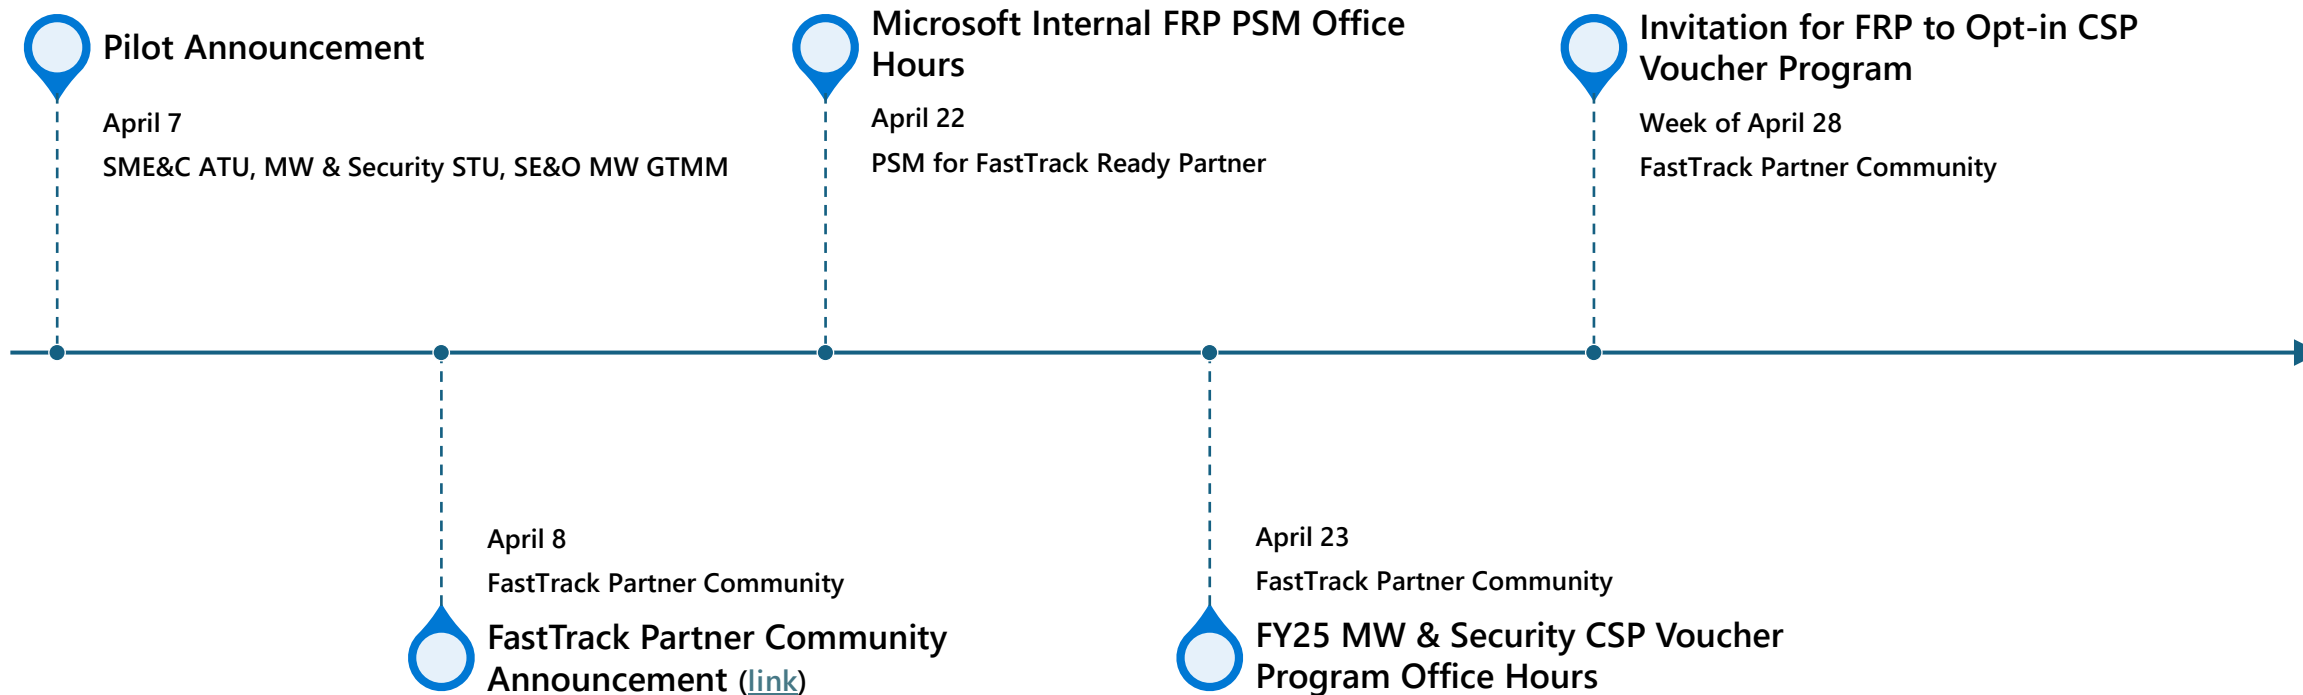 Pilot Announcement
April 7
SME&C ATU, MW & Security STU, SE&O MW GTMM
Microsoft Internal FRP PSM Office
Hours
April 22
PSM for FastTrack Ready Partner
Invitation for FRP to Opt-in CSP
Voucher Program
Week of April 28
FastTrack Partner Community
April 8
FastTrack Partner Community
FastTrack Partner Community
Announcement (link)
April 23
FastTrack Partner Community
FY25 MW & Security CSP Voucher
Program Office Hours